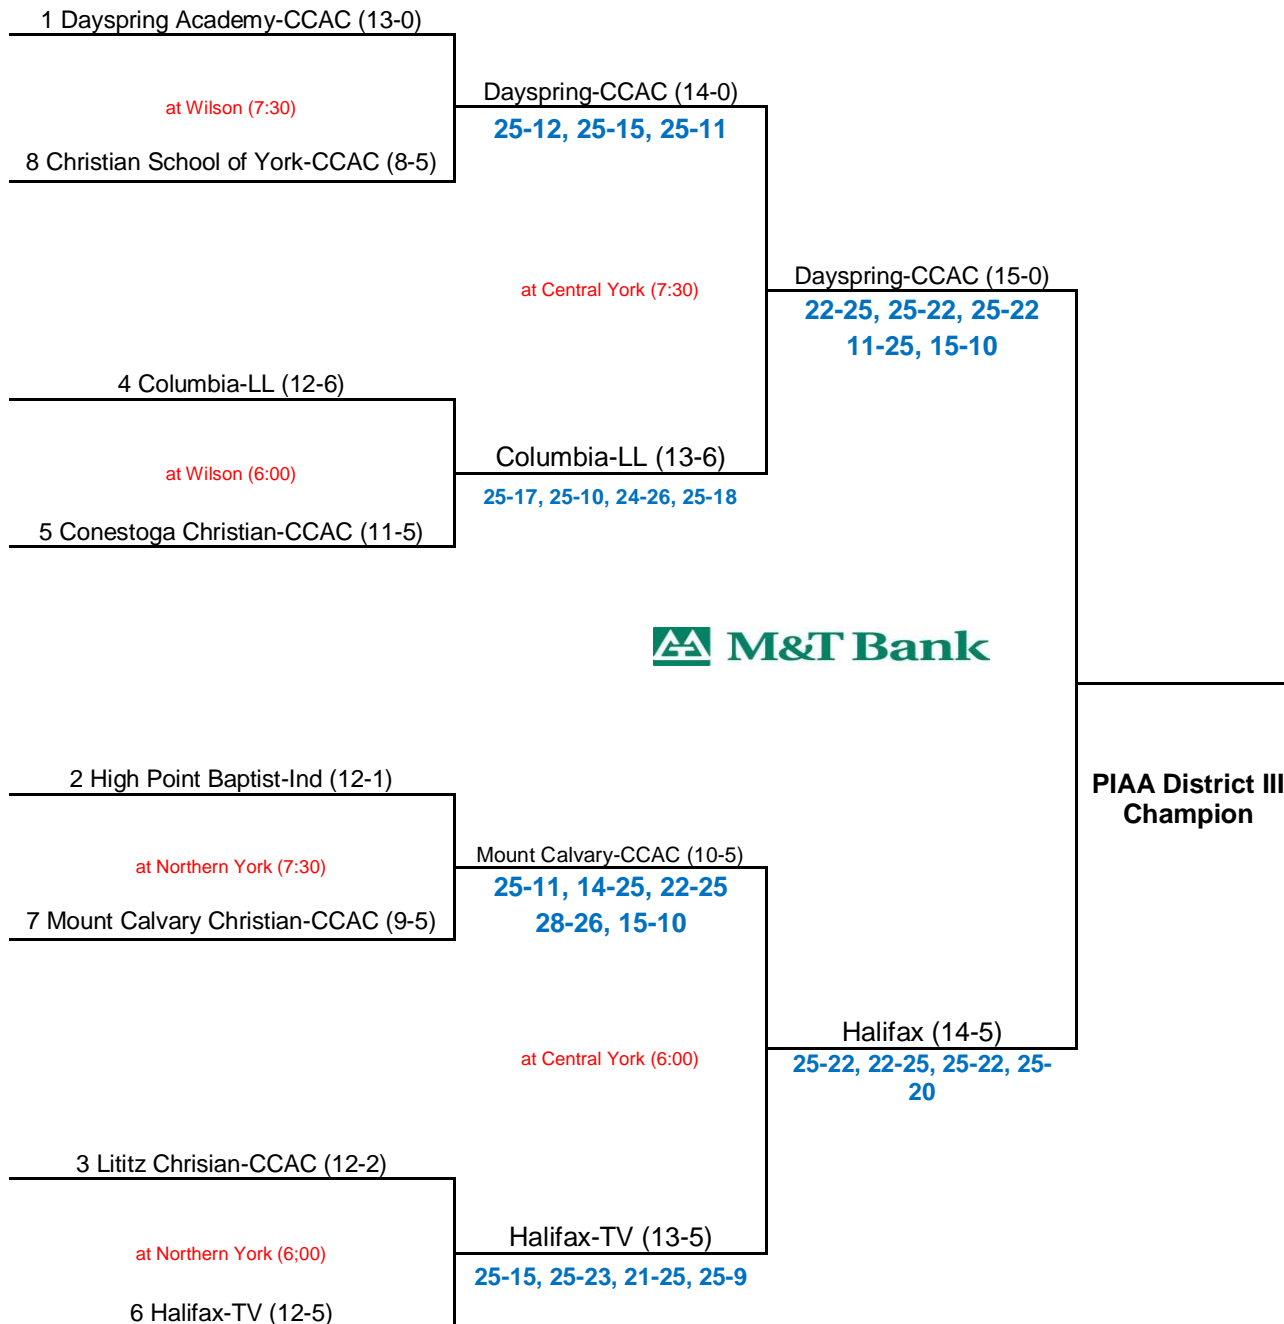 1 Dayspring Academy-CCAC (13-0)
at Wilson (7:30)
8 Christian School of York-CCAC (8-5)
Dayspring-CCAC (14-0)
25-12, 25-15, 25-11
at Central York (7:30)
Dayspring-CCAC (15-0)
22-25, 25-22, 25-22
11-25, 15-10
4 Columbia-LL (12-6)
at Wilson (6:00)
5 Conestoga Christian-CCAC (11-5)
Columbia-LL (13-6)
25-17, 25-10, 24-26, 25-18
M&T Bank
PIAA District III
Champion
2 High Point Baptist-Ind (12-1)
at Northern York (7:30)
7 Mount Calvary Christian-CCAC (9-5)
Mount Calvary-CCAC (10-5)
25-11, 14-25, 22-25
28-26, 15-10
at Central York (6:00)
Halifax (14-5)
25-22, 22-25, 25-22, 25-
20
3 Lititz Chrisian-CCAC (12-2)
at Northern York (6;00)
6 Halifax-TV (12-5)
Halifax-TV (13-5)
25-15, 25-23, 21-25, 25-9